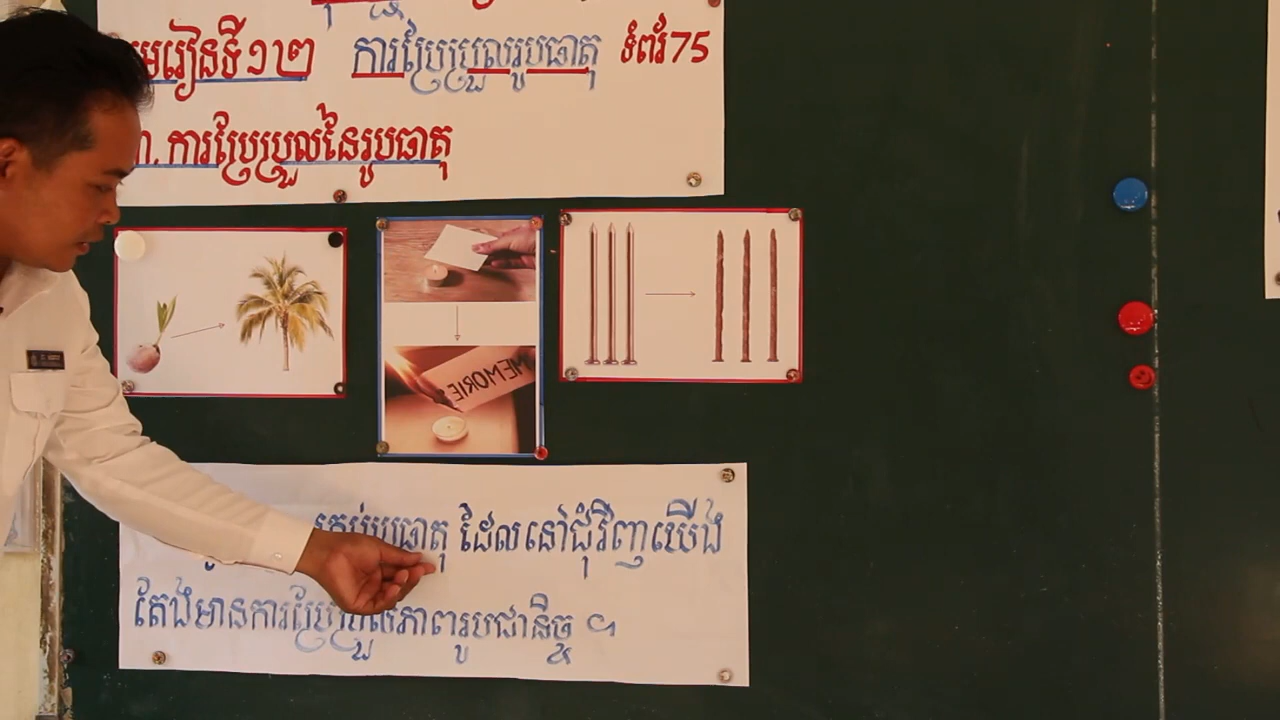 មេរៀនទី១២ ការប្រែប្រួលរូបធាតុ ទំព័រ75
៣. ការប្រែប្រួលនៃរូបធាតុ
MEMORIES
រូបធាតុ ដែលនៅជុំវិញយើង
តែងមានការប្រែប្រួលភាពរូបជានិច្ច ។